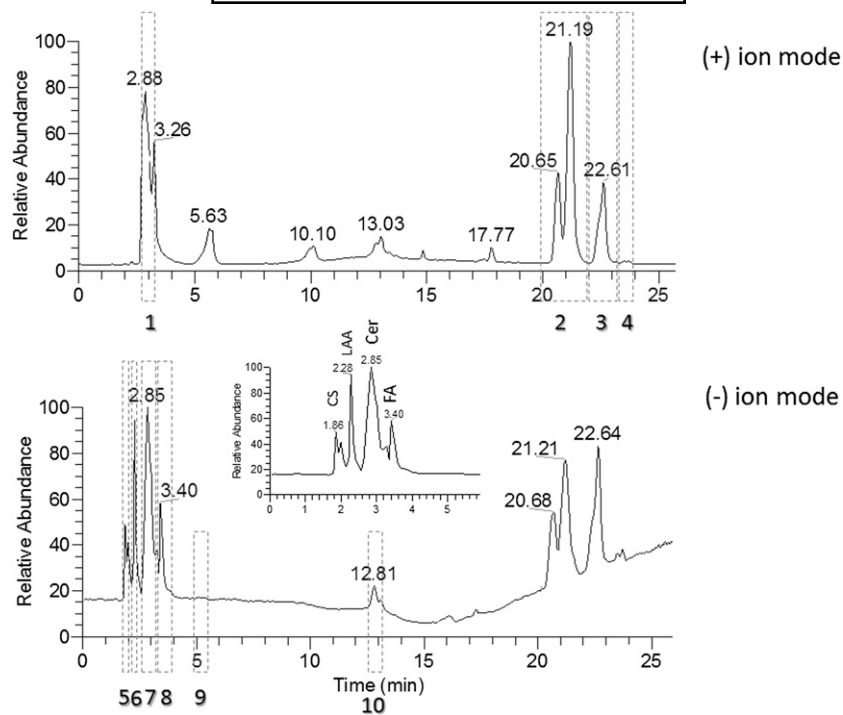 (+) ion mode
Relative Abundance
100
80
60
40
20
0
2.88
3.26
5.63
10.10
13.03
17.77
20.65
21.19
22.61
0 5 10 15 20 25
1 2 3 4
(-) ion mode
Relative Abundance
100
80
60
40
20
0
2.85
3.40
12.81
20.68
21.21
22.64
Relative Abundance
100
80
60
40
20
0
CS
1.86
LAA
2.28
Cer
2.85
FA
3.40
0 1 2 3 4 5
0 5 10 15 20 25
Time (min)
5 6 7 8 9 10